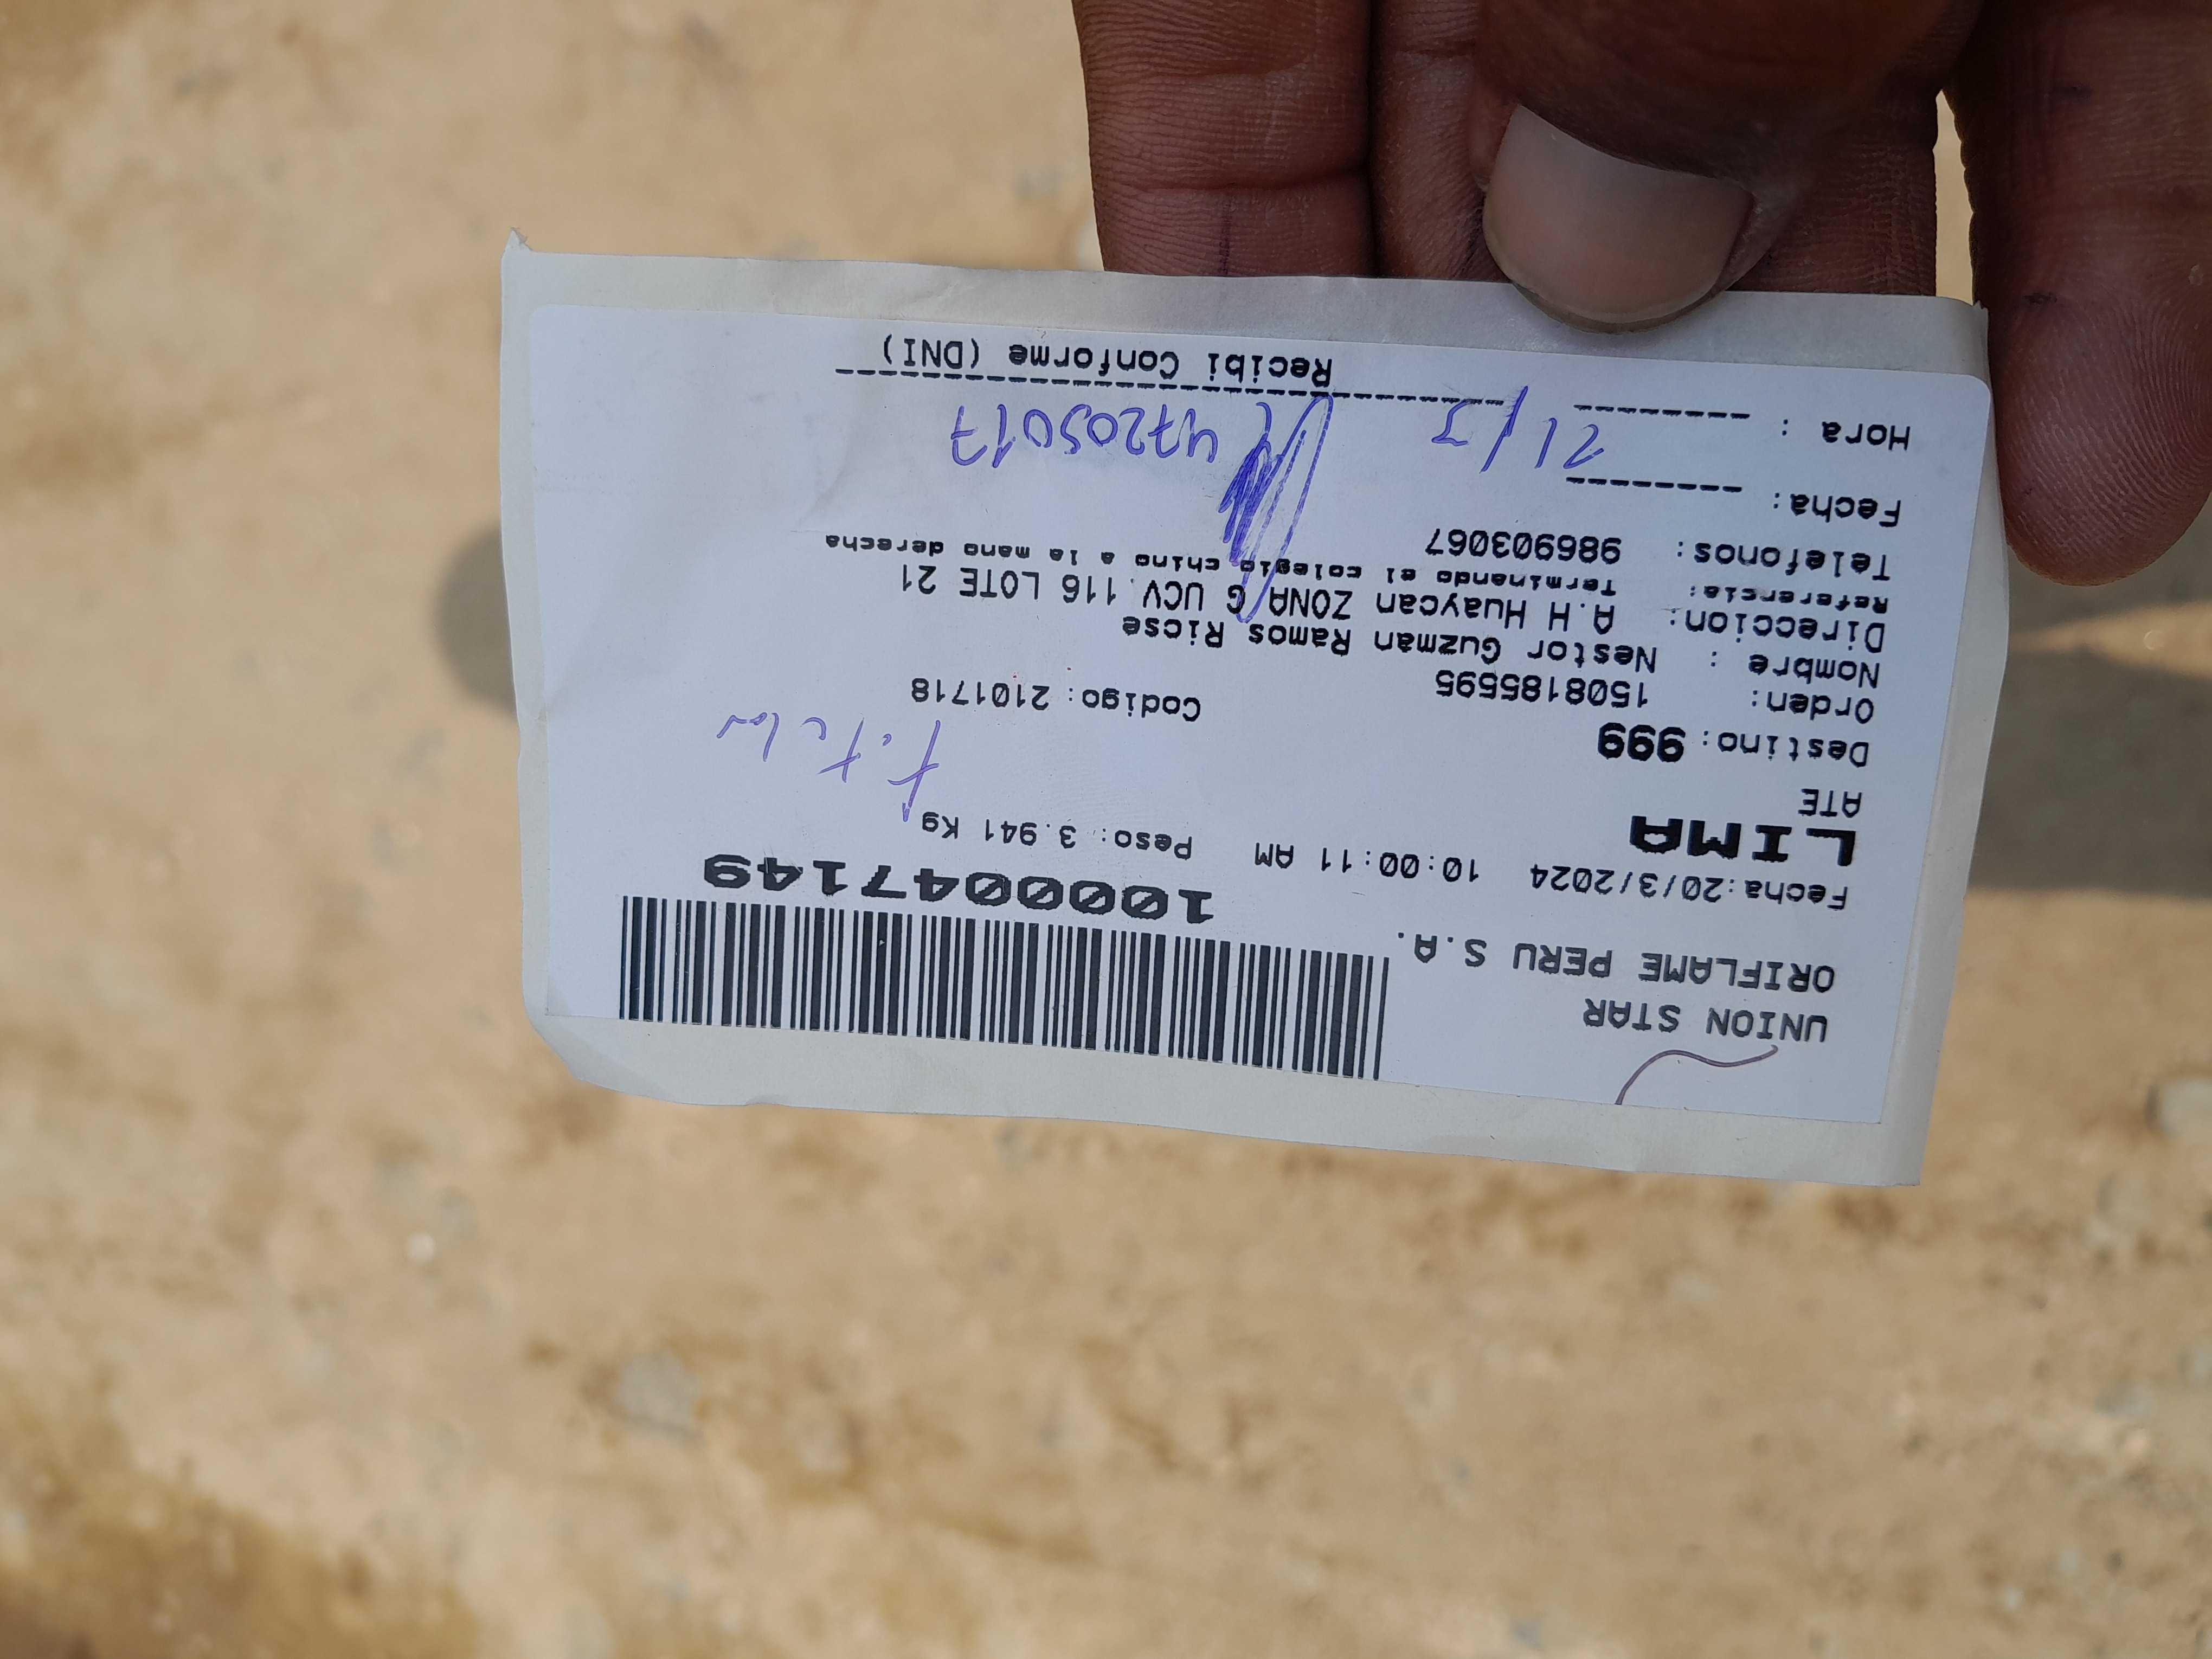 UNION STAR
ORIFLAME PERU S.A.
1000047149
Fecha:20/3/2024 10:00:11 AM Peso: 3.941 Kg
LIMA
ATE
Destino: 999
Orden: 1508185595 Codigo: 2101718
Nombre : Nestor Guzman Ramos Ricse
Direccion: A.H Huaycan ZONA G UCV.116 LOTE 21
Referencia: Terminando el colegio chino a la mano derecha
Telefonos: 986903067
Fecha: --------
21/3 47205017
Hora : --------
Recibi Conforme (DNI)